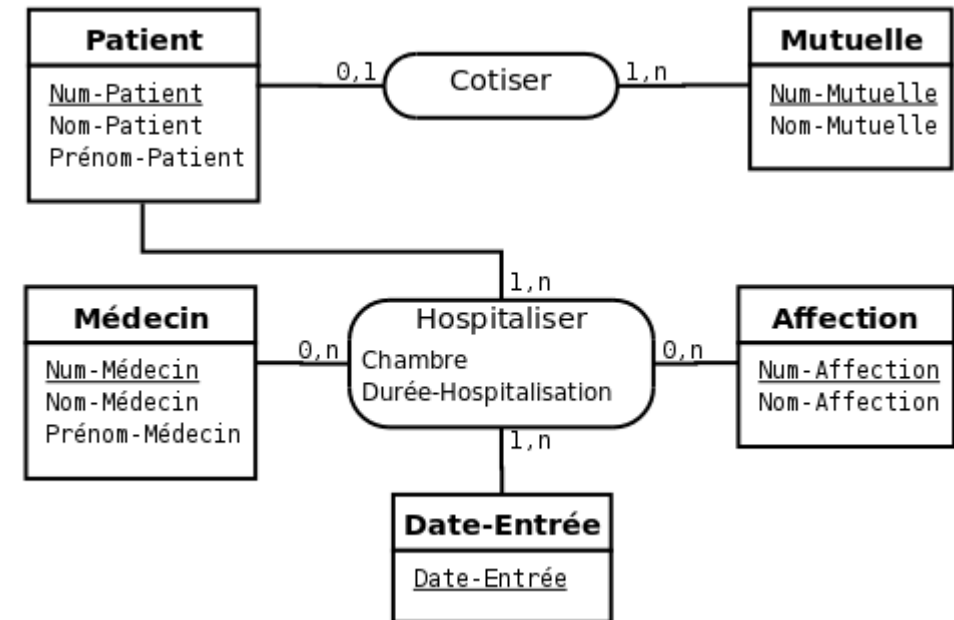 Patient
Num-Patient
Nom-Patient
Prénom-Patient
0,1
Cotiser
1,n
Mutuelle
Num-Mutuelle
Nom-Mutuelle
1,n
Médecin
Num-Médecin
Nom-Médecin
Prénom-Médecin
0,n
Hospitaliser
Chambre
Durée-Hospitalisation
0,n
Affection
Num-Affection
Nom-Affection
1,n
Date-Entrée
Date-Entrée